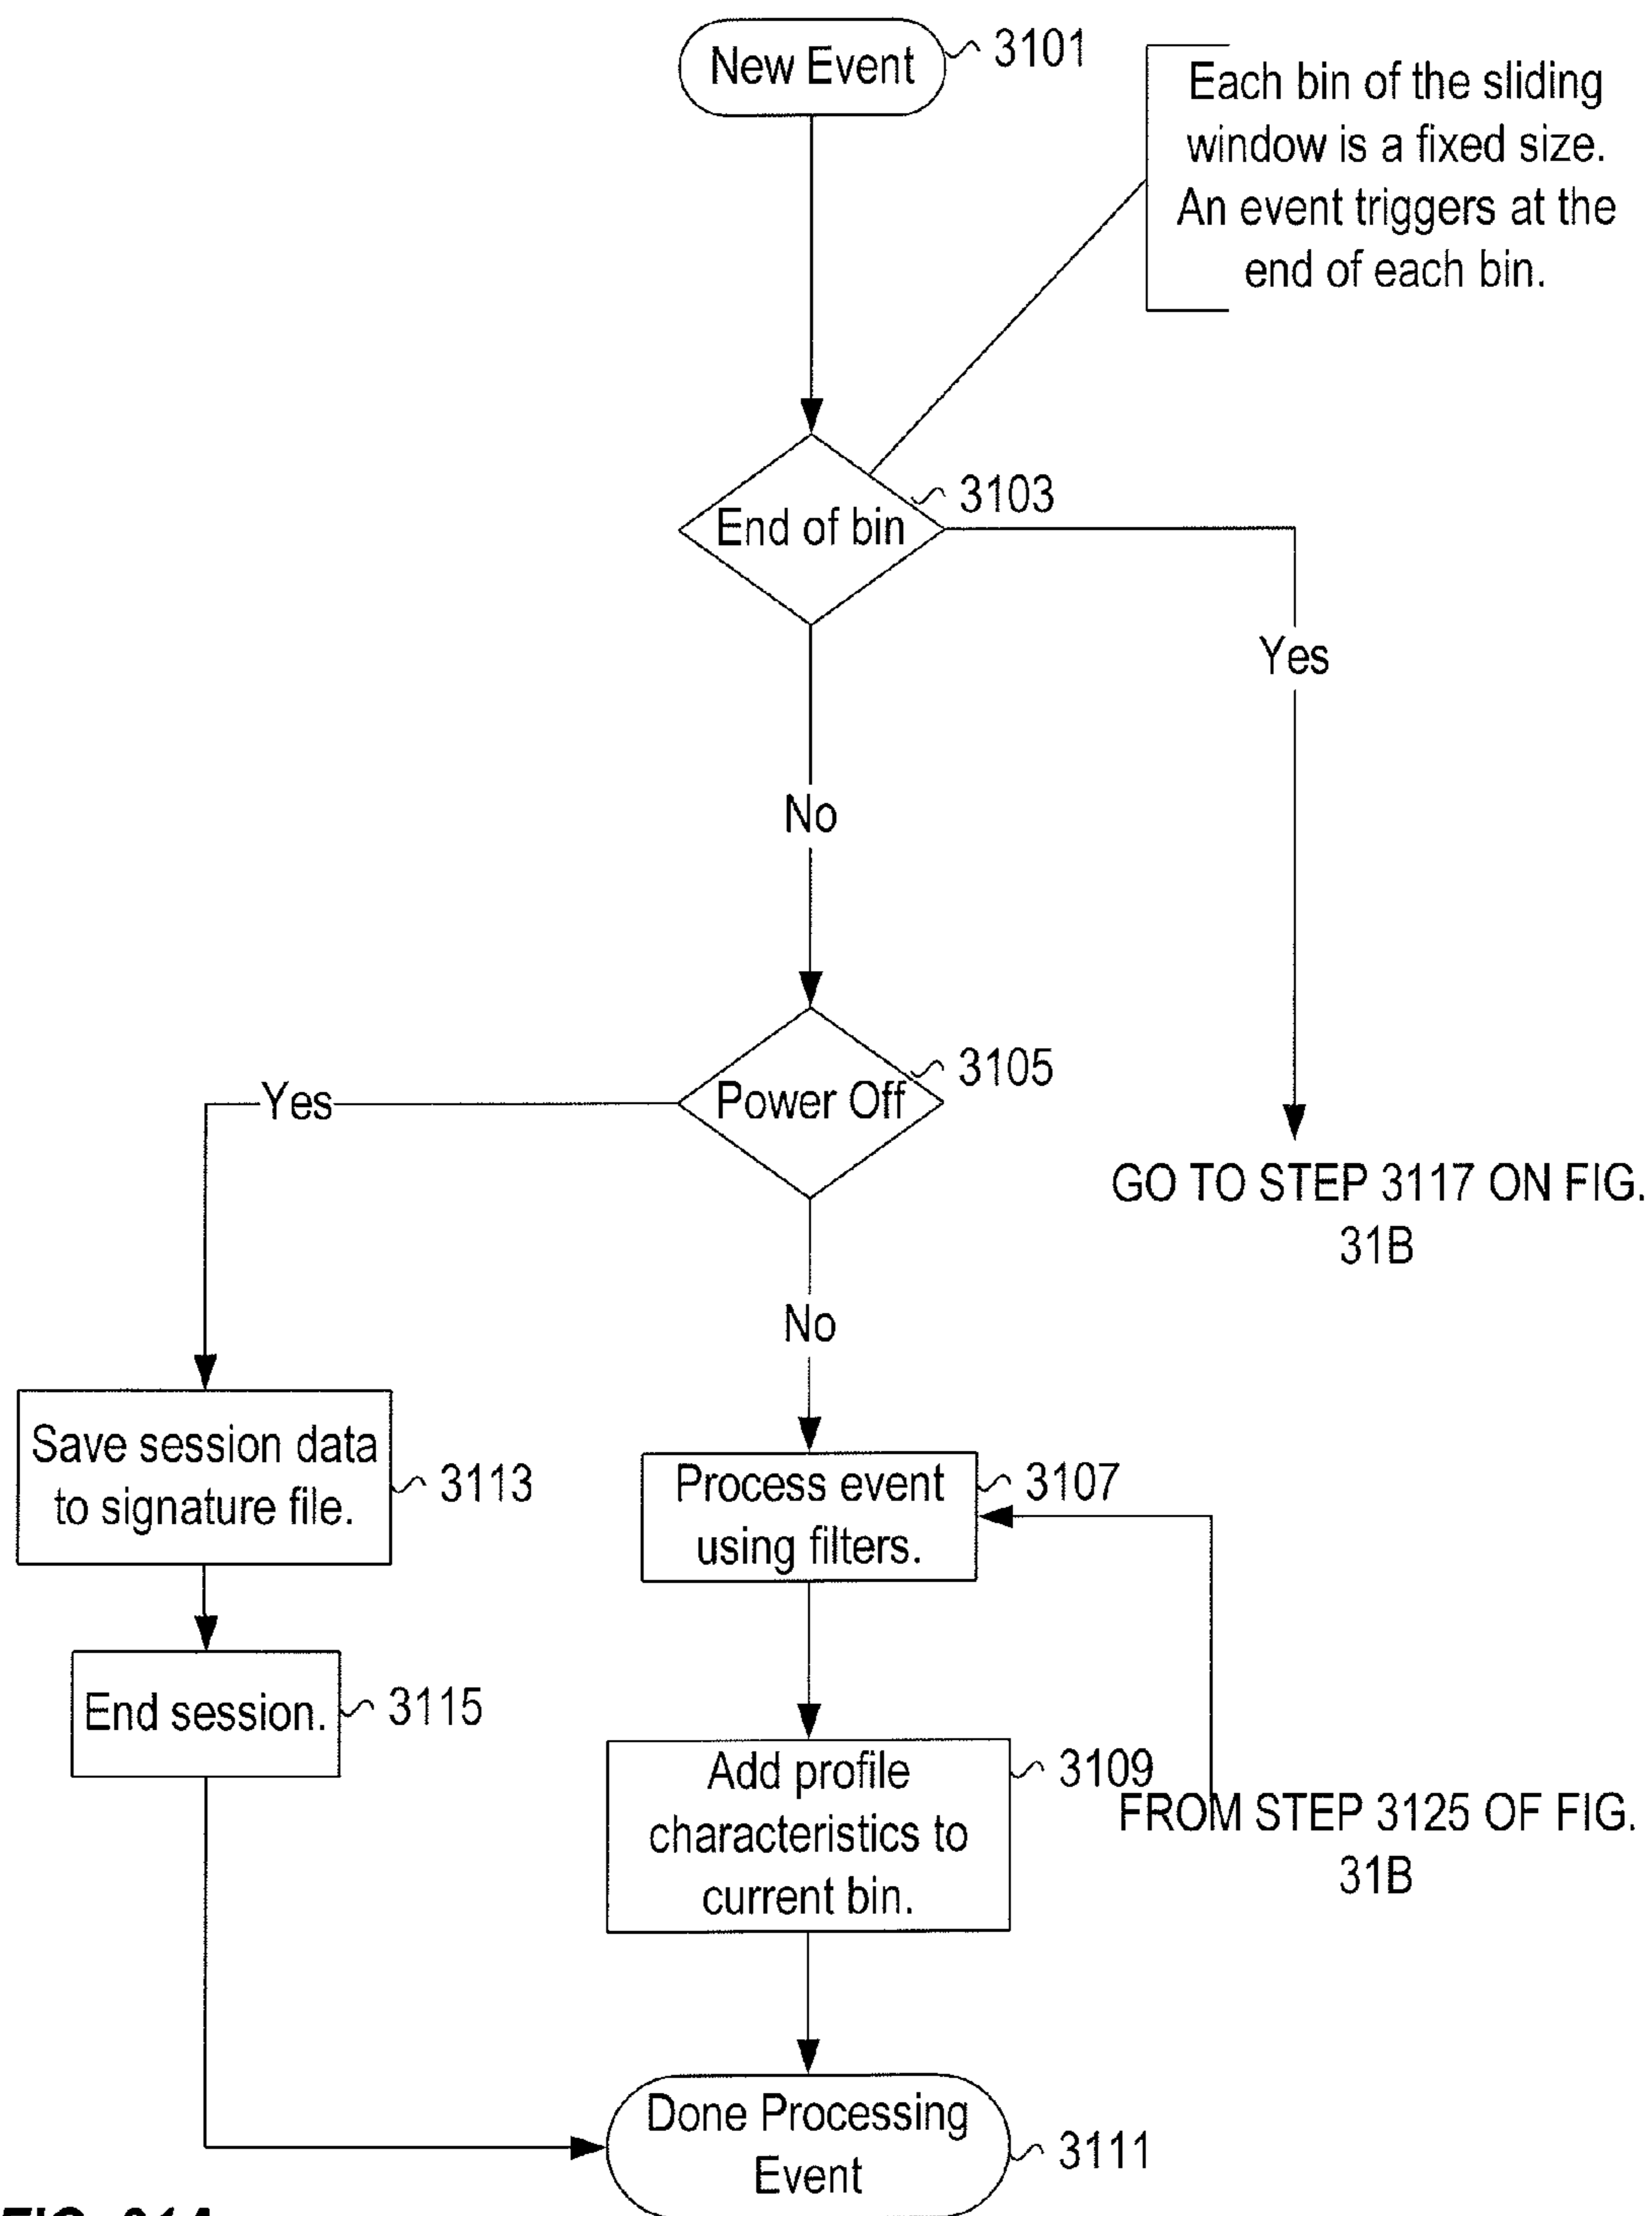 New Event
3101
Each bin of the sliding
window is a fixed size.
An event triggers at the
end of each bin.
End of bin
3103
Yes
No
Power Off
3105
Yes
GO TO STEP 3117 ON FIG.
31B
No
Save session data
to signature file.
3113
Process event
using filters.
3107
End session.
3115
Add profile
characteristics to
current bin.
3109
FROM STEP 3125 OF FIG.
31B
Done Processing
Event
3111
FIG. 31A